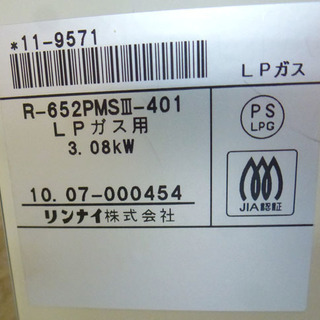 *11-9571
LPガス
R-652PMSⅢ-401
LPガス用
3.08kW
PS
LPG
10.07-000454
リンナイ株式会社
JIA認証